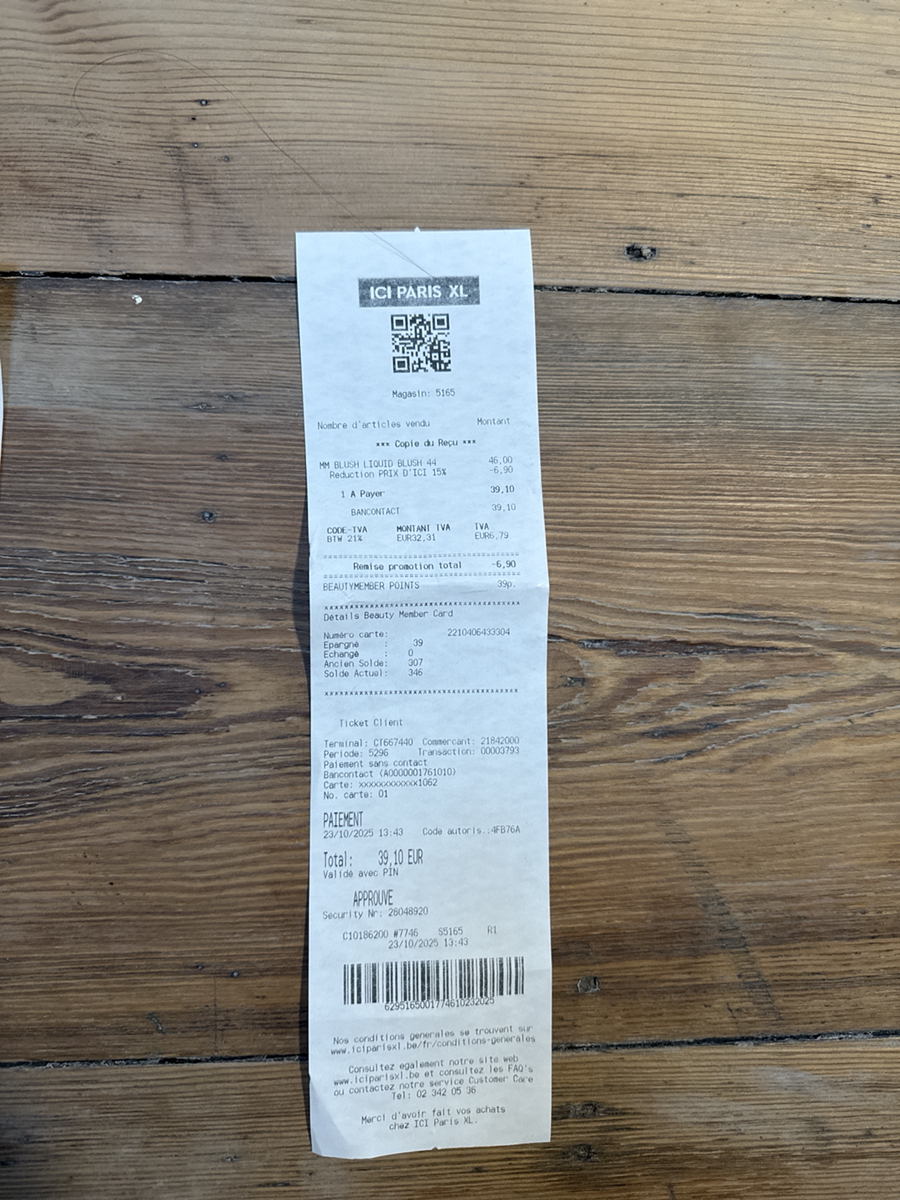 ICI PARIS XL
Magasin: 5165
Nombre d'articles vendu Montant
*** Copie du Reçu ***
MM BLUSH LIQUID BLUSH 44 46,00
Reduction PRIX D'ICI 15% -6,90
1 A Payer 39,10
BANCONTACT 39,10
CODE-TVA MONTANT TVA TVA
BTW 21% EUR32,31 EUR6,79
Remise promotion total -6,90
BEAUTYMEMBER POINTS 39p.
Détails Beauty Member Card
Numéro carte: 2210406433304
Epargné : 39
Echangé : 0
Ancien Solde: 307
Solde Actuel: 346
Ticket Client
Terminal: CT667440 Commercant: 21842000
Periode: 5296 Transaction: 00003793
Paiement sans contact
Bancontact (A0000001761010)
Carte: xxxxxxxxxxxx1062
No. carte: 01
PAIEMENT
23/10/2025 13:43 Code autoris.:4FB76A
Total: 39,10 EUR
Validé avec PIN
APPROUVE
Security Nr: 26048920
C10186200 #7746 S5165 R1
23/10/2025 13:43
6295165001774610232025
Nos conditions generales se trouvent sur
www.iciparisxl.be/fr/conditions-generales
Consultez egalement notre site web
www.iciparisxl.be et consultez les FAQ's
ou contactez notre service Customer Care
Tel: 02 342 05 36
Merci d'avoir fait vos achats
chez ICI Paris XL.